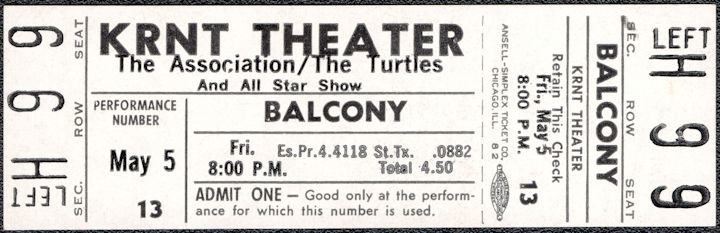 SEAT 9
ROW 9
SEC. LEFT H
KRNT THEATER
The Association/The Turtles
And All Star Show
PERFORMANCE NUMBER
May 5
13
BALCONY
Fri. Es.Pr.4.4118 St.Tx. .0882
8:00 P.M. Total 4.50
ADMIT ONE — Good only at the performance for which this number is used.
ANSELL-SIMPLEX TICKET CO.
CHICAGO, ILL. 82
Retain This Check
Fri., May 5
8:00 P.M. 13
KRNT THEATER
BALCONY
SEC. LEFT H
ROW 9
SEAT 9